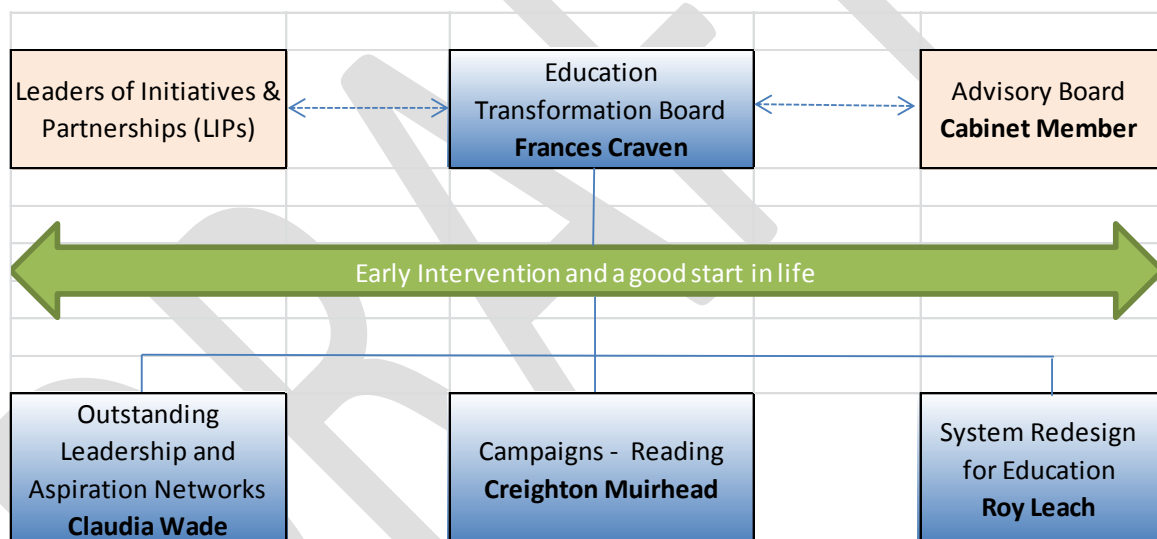 Leaders of Initiatives &
Partnerships (LIPs)
Education
Transformation Board
Frances Craven
Advisory Board
Cabinet Member
Early Intervention and a good start in life
Outstanding
Leadership and
Aspiration Networks
Claudia Wade
Campaigns - Reading
Creighton Muirhead
System Redesign
for Education
Roy Leach